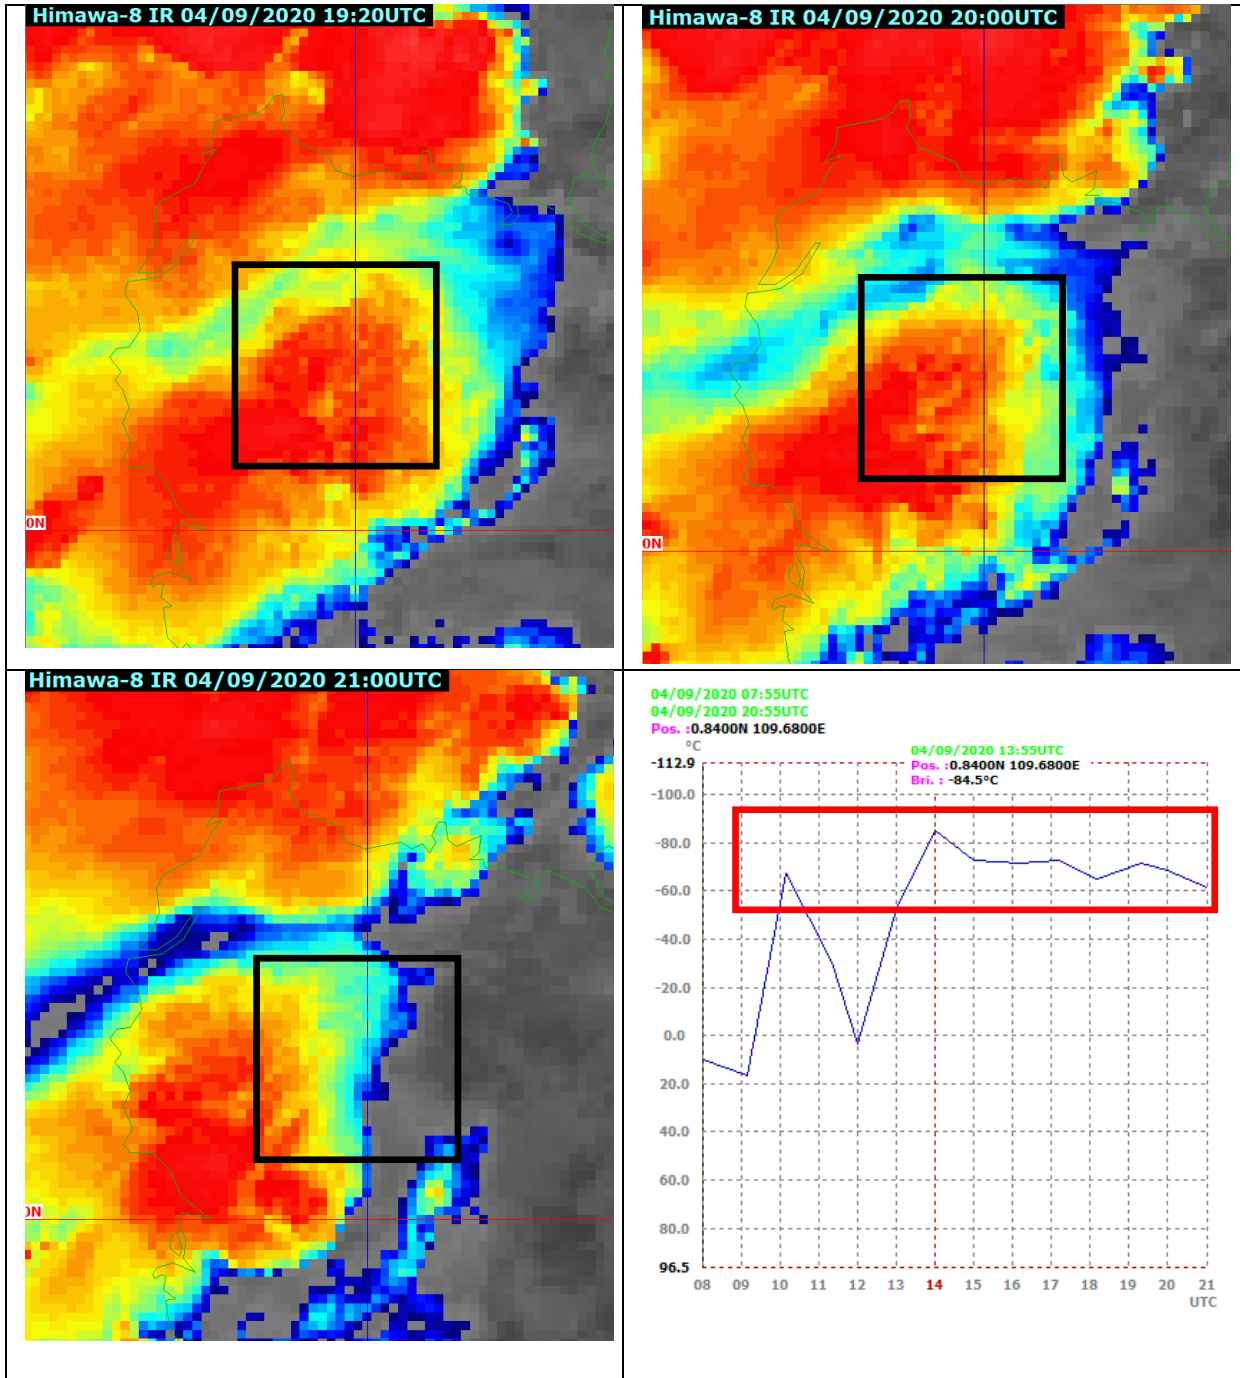 Himawa-8 IR 04/09/2020 19:20UTC
0N
Himawa-8 IR 04/09/2020 20:00UTC
0N
Himawa-8 IR 04/09/2020 21:00UTC
0N
04/09/2020 07:55UTC
04/09/2020 20:55UTC
Pos. :0.8400N 109.6800E
°C
04/09/2020 13:55UTC
Pos. :0.8400N 109.6800E
Bri. : -84.5°C
-112.9
-100.0
-80.0
-60.0
-40.0
-20.0
0.0
20.0
40.0
60.0
80.0
96.5
08 09 10 11 12 13 14 15 16 17 18 19 20 21
UTC